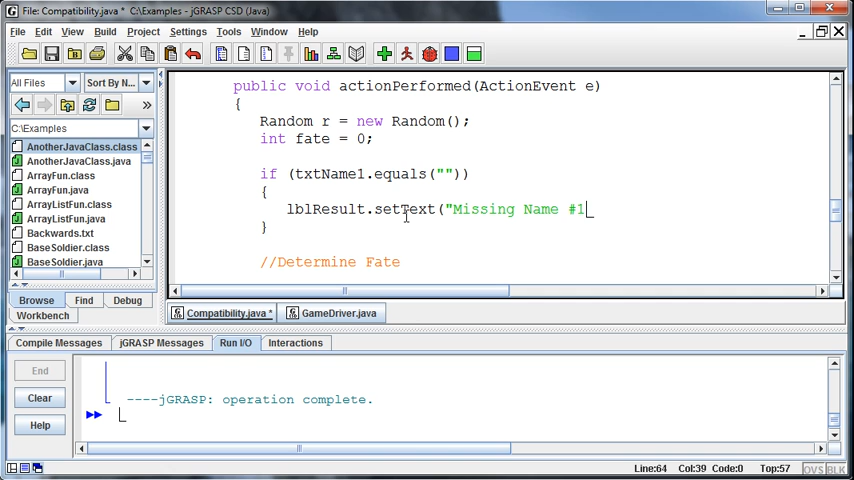 File: Compatibility.java * C:\Examples - jGRASP CSD (Java)
File Edit View Build Project Settings Tools Window Help
All Files Sort By N...
C:\Examples
AnotherJavaClass.class
AnotherJavaClass.java
ArrayFun.class
ArrayFun.java
ArrayListFun.class
ArrayListFun.java
Backwards.txt
BaseSoldier.class
BaseSoldier.java
Browse Find Debug
Workbench
public void actionPerformed(ActionEvent e)
{
Random r = new Random();
int fate = 0;
if (txtName1.equals(""))
{
lblResult.setText("Missing Name #1
}
//Determine Fate
Compatibility.java * GameDriver.java
Compile Messages jGRASP Messages Run I/O Interactions
End
Clear
Help
----jGRASP: operation complete.
Line:64 Col:39 Code:0 Top:57 OVS BLK